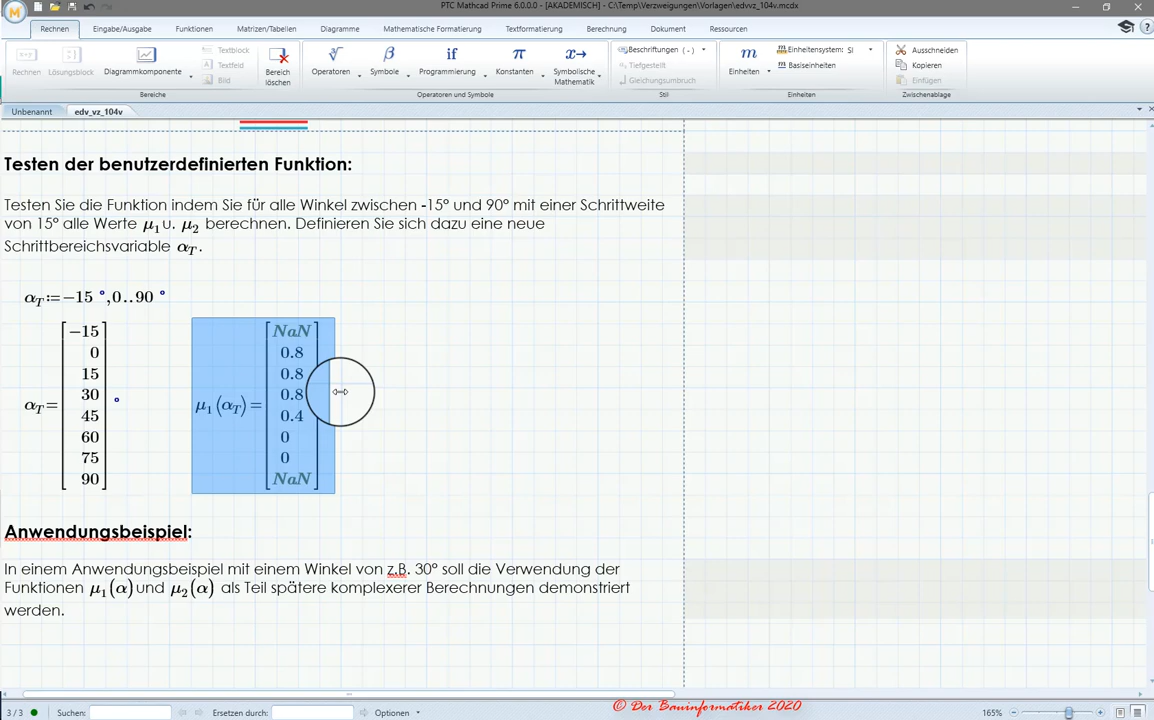 PTC Mathcad Prime 6.0.0.0 - [AKADEMISCH] - C:\Temp\Verzweigungen\Vorlagen\edvvz_104v.mcdx
Rechnen Eingabe/Ausgabe Funktionen Matrizen/Tabellen Diagramme Mathematische Formatierung Textformatierung Berechnung Dokument Ressourcen
Rechnen Lösungsblock Diagrammkomponente Textblock Textfeld Bild Bereich löschen
Operatoren Symbole Programmierung Konstanten Symbolische Mathematik
Beschriftungen ( - ) Tiefgestellt Gleichungsumbruch
Einheiten Einheitensystem: SI Basiseinheiten
Ausschneiden Kopieren Einfügen
Bereiche Operatoren und Symbole Stil Einheiten Zwischenablage
Unbenannt edv_vz_104v
Testen der benutzerdefinierten Funktion:
Testen Sie die Funktion indem Sie für alle Winkel zwischen -15° und 90° mit einer Schrittweite
von 15° alle Werte μ₁ u. μ₂ berechnen. Definieren Sie sich dazu eine neue
Schrittbereichsvariable α_T.
α_T := −15 °, 0 .. 90 °
α_T = [−15 0 15 30 45 60 75 90] °
μ₁(α_T) = [NaN 0.8 0.8 0.8 0.4 0 0 NaN]
Anwendungsbeispiel:
In einem Anwendungsbeispiel mit einem Winkel von z.B. 30° soll die Verwendung der
Funktionen μ₁(α) und μ₂(α) als Teil spätere komplexerer Berechnungen demonstriert
werden.
3 / 3 Suchen: Ersetzen durch: Optionen 165%
© Der Bauinformatiker 2020